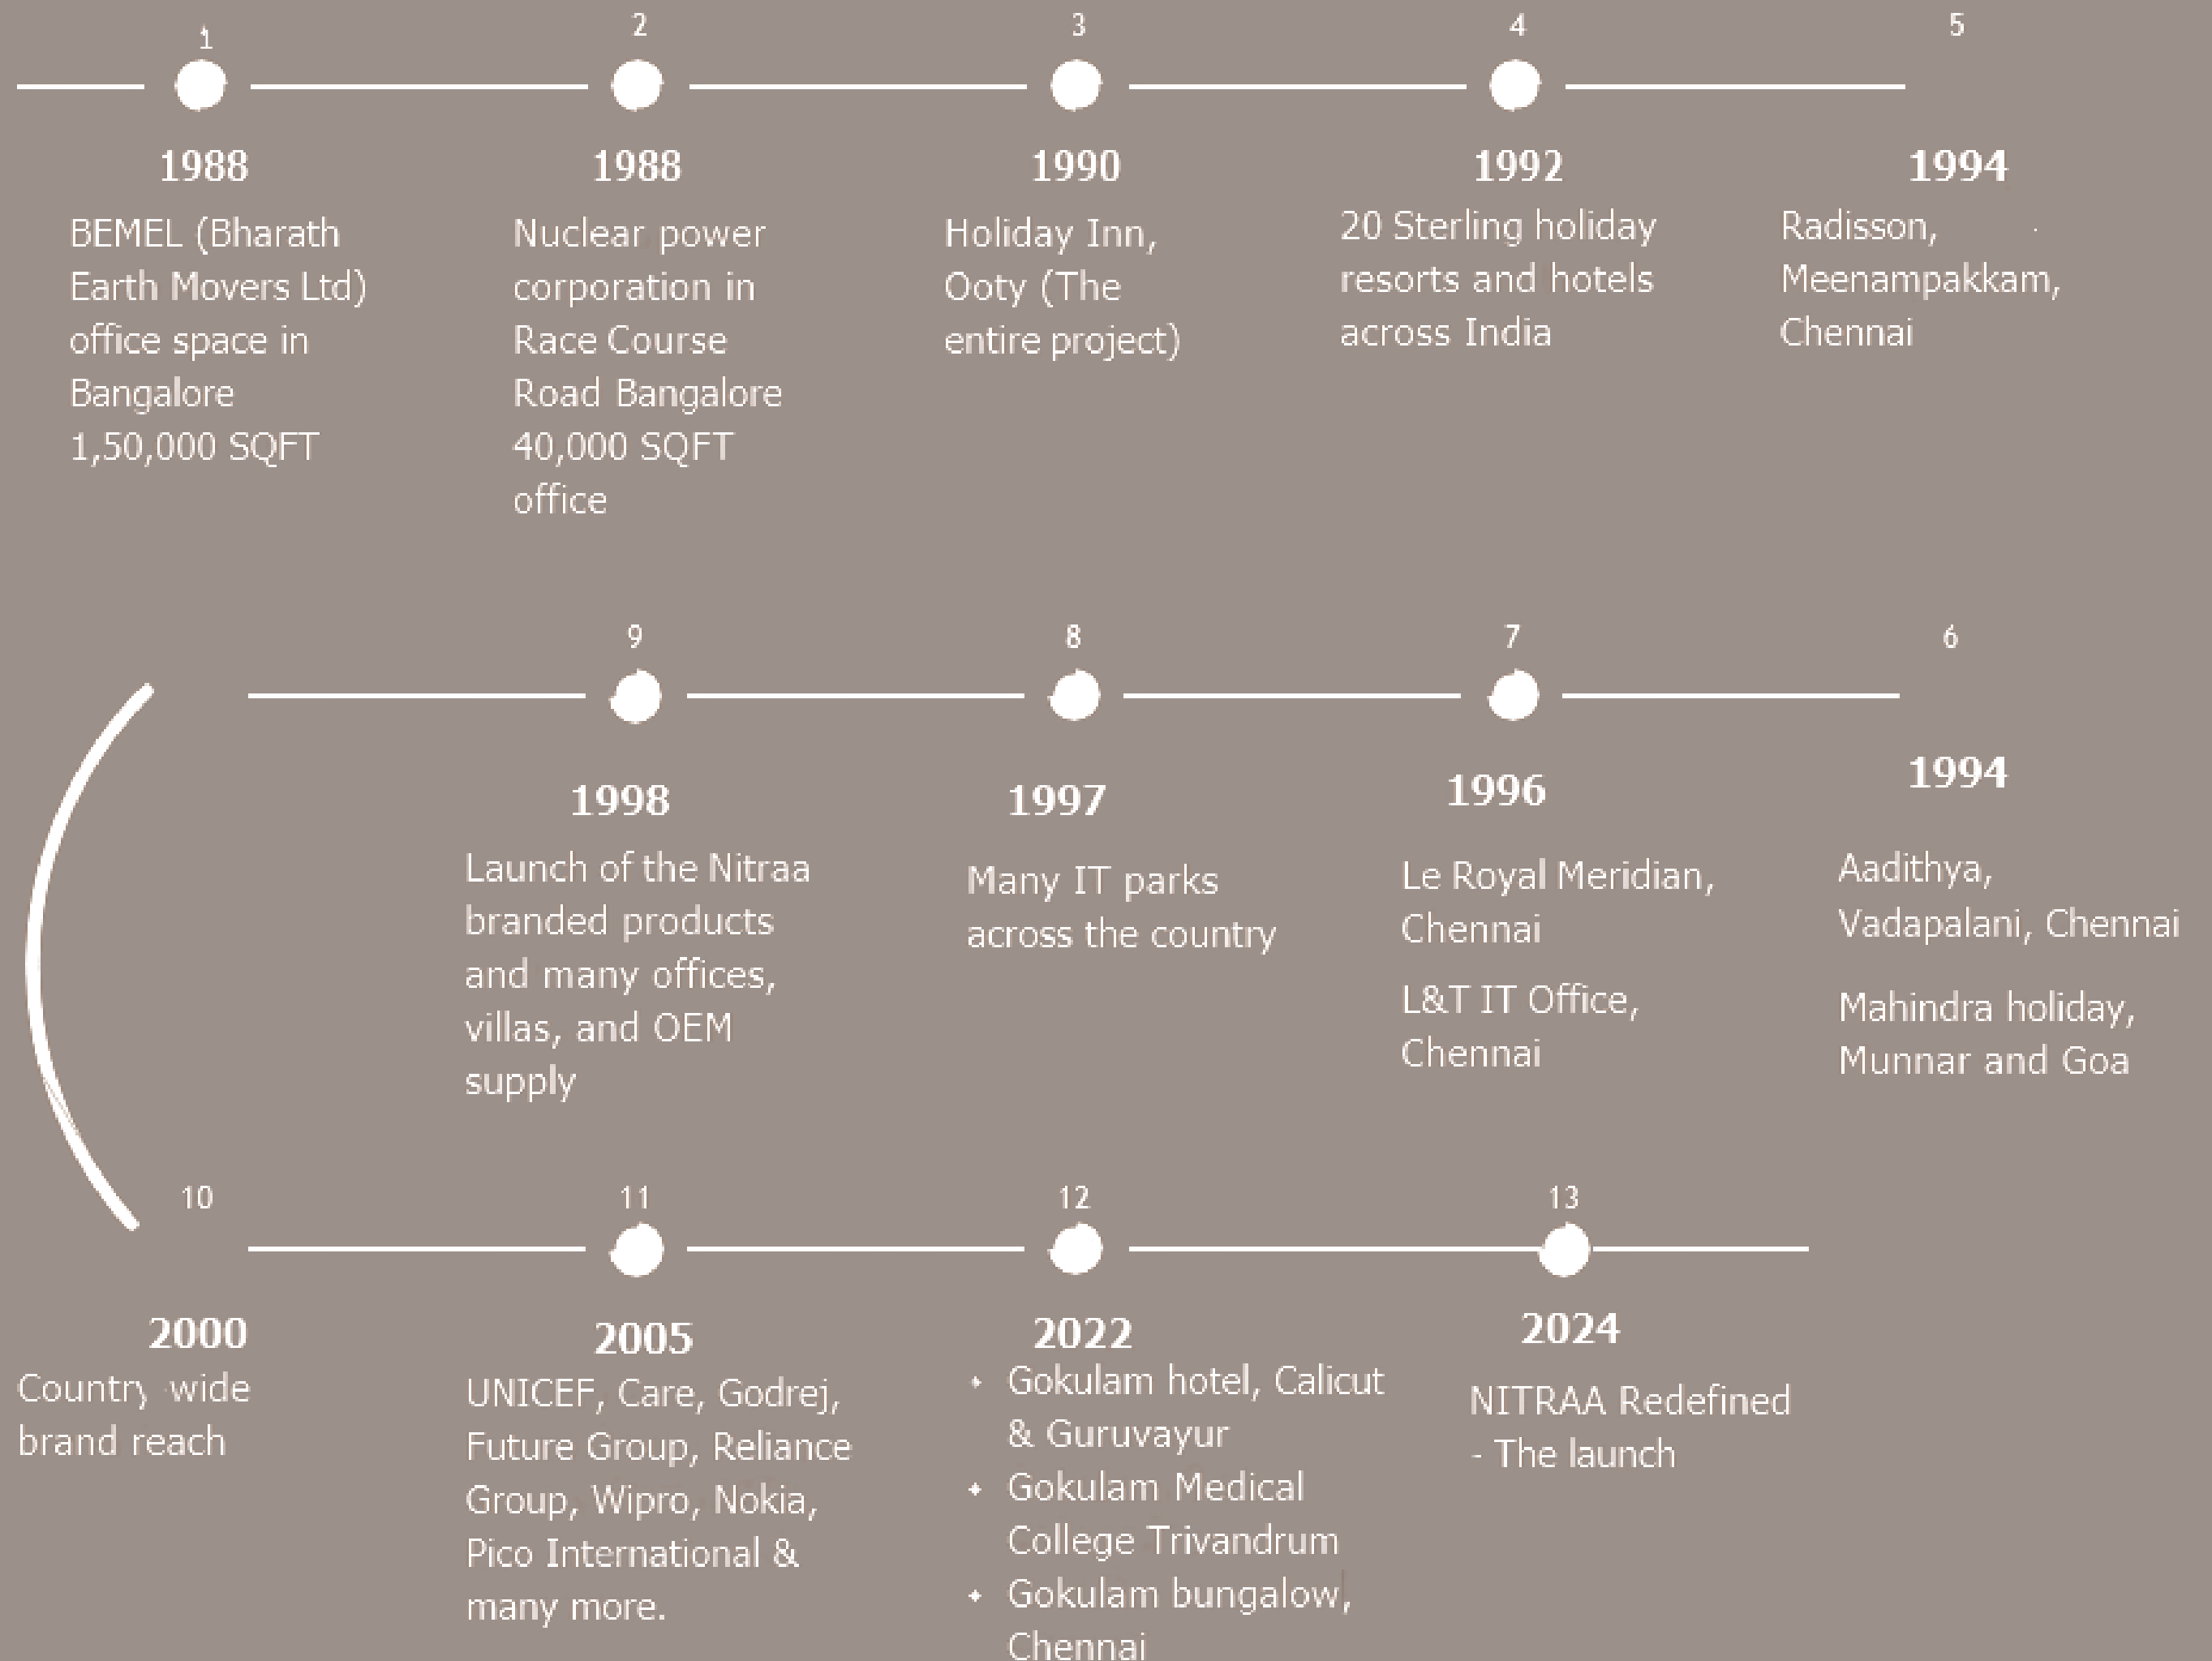 1
1988
BEMEL (Bharath
Earth Movers Ltd)
office space in
Bangalore
1,50,000 SQFT
2
1988
Nuclear power
corporation in
Race Course
Road Bangalore
40,000 SQFT
office
3
1990
Holiday Inn,
Ooty (The
entire project)
4
1992
20 Sterling holiday
resorts and hotels
across India
5
1994
Radisson,
Meenampakkam,
Chennai
6
1994
Aadithya,
Vadapalani, Chennai
Mahindra holiday,
Munnar and Goa
7
1996
Le Royal Meridian,
Chennai
L&T IT Office,
Chennai
8
1997
Many IT parks
across the country
9
1998
Launch of the Nitraa
branded products
and many offices,
villas, and OEM
supply
10
2000
Country wide
brand reach
11
2005
UNICEF, Care, Godrej,
Future Group, Reliance
Group, Wipro, Nokia,
Pico International &
many more.
12
2022
Gokulam hotel, Calicut
& Guruvayur
Gokulam Medical
College Trivandrum
Gokulam bungalow,
Chennai
13
2024
NITRAA Redefined
- The launch